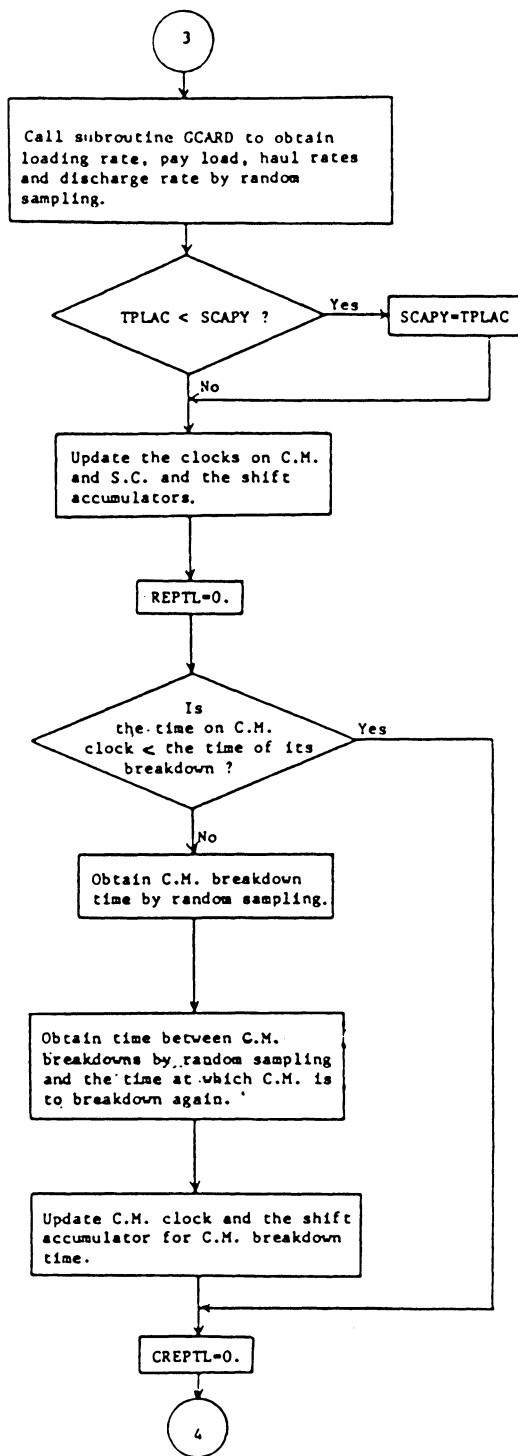 3
Call subroutine GCARD to obtain
loading rate, pay load, haul rates
and discharge rate by random
sampling.
TPLAC < SCAPY ?
Yes
SCAPY=TPLAC
No
Update the clocks on C.M.
and S.C. and the shift
accumulators.
REPTL=0.
Is
the time on C.M.
clock < the time of its
breakdown ?
Yes
No
Obtain C.M. breakdown
time by random sampling.
Obtain time between C.M.
breakdowns by random sampling
and the time at which C.M. is
to breakdown again.
Update C.M. clock and the shift
accumulator for C.M. breakdown
time.
CREPTL=0.
4